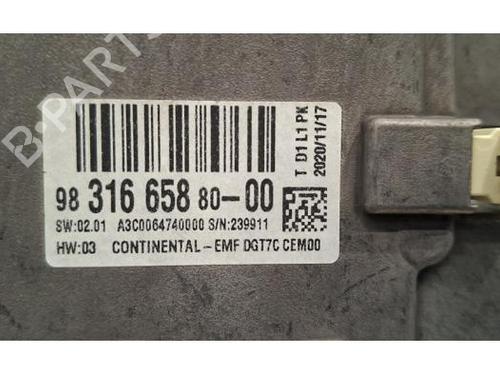 98 316 658 80-00
SW:02.01 A3C0064740000 S/N:239911
HW:03 CONTINENTAL-EMF DGT7C CEM00
T D1 L1 PK
2020/11/17
B-PARTS